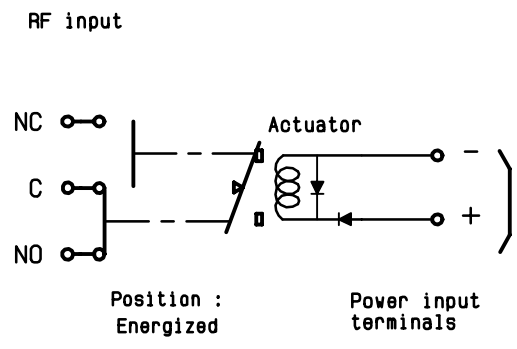 RF input
NC
Actuator
-
C
+
NO
Position :
Energized
Power input
terminals